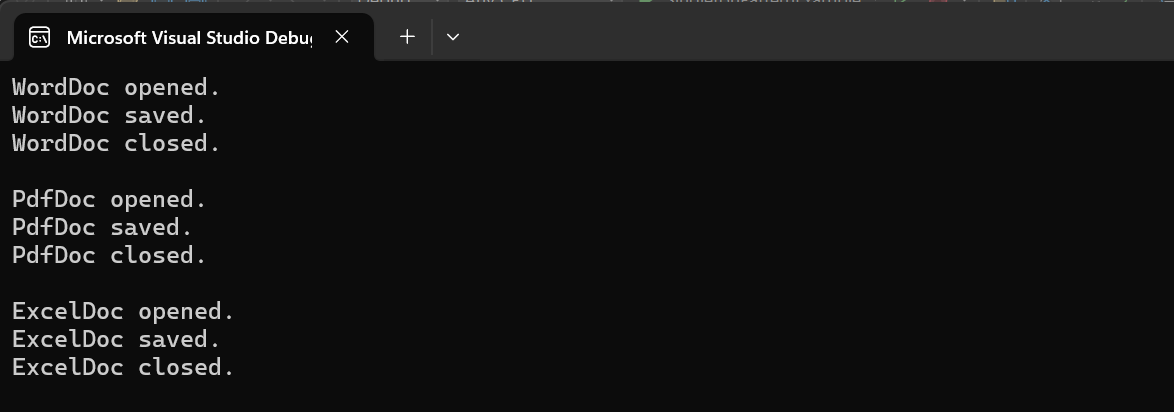 Microsoft Visual Studio Debug
WordDoc opened.
WordDoc saved.
WordDoc closed.
PdfDoc opened.
PdfDoc saved.
PdfDoc closed.
ExcelDoc opened.
ExcelDoc saved.
ExcelDoc closed.